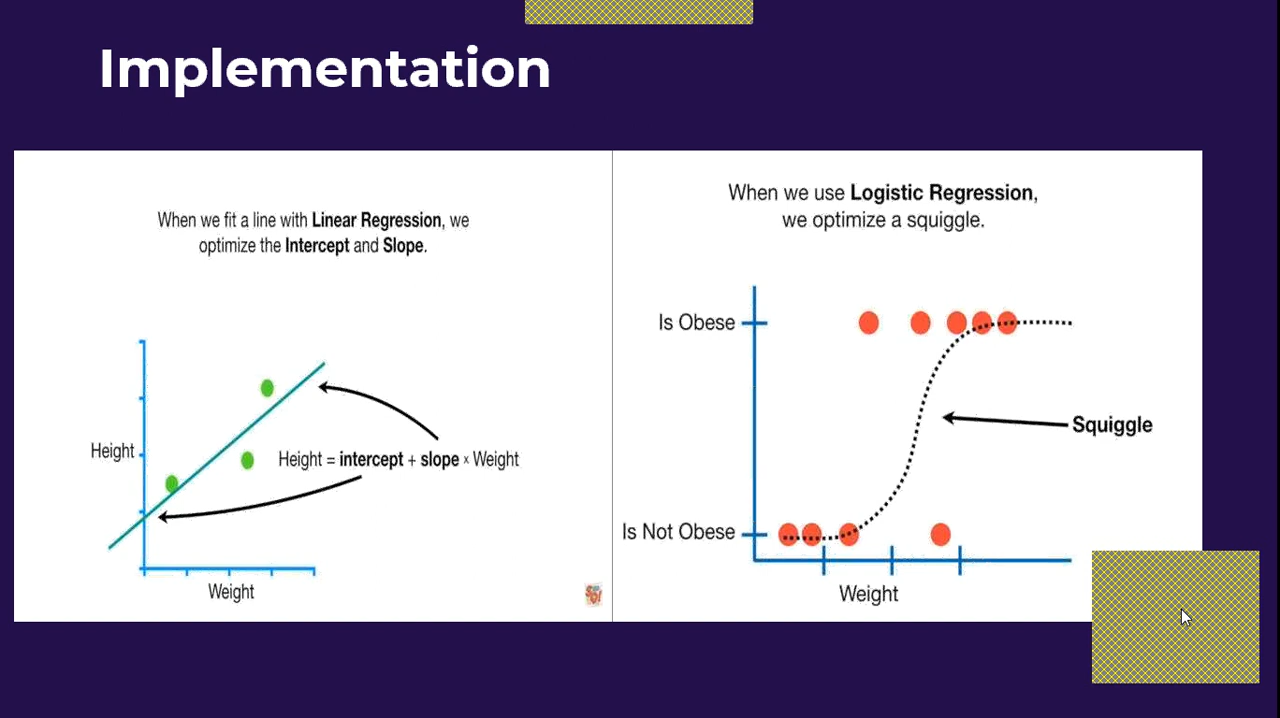 Implementation
When we fit a line with Linear Regression, we
optimize the Intercept and Slope.
Height
Height = intercept + slope × Weight
Weight
When we use Logistic Regression,
we optimize a squiggle.
Is Obese
Squiggle
Is Not Obese
Weight